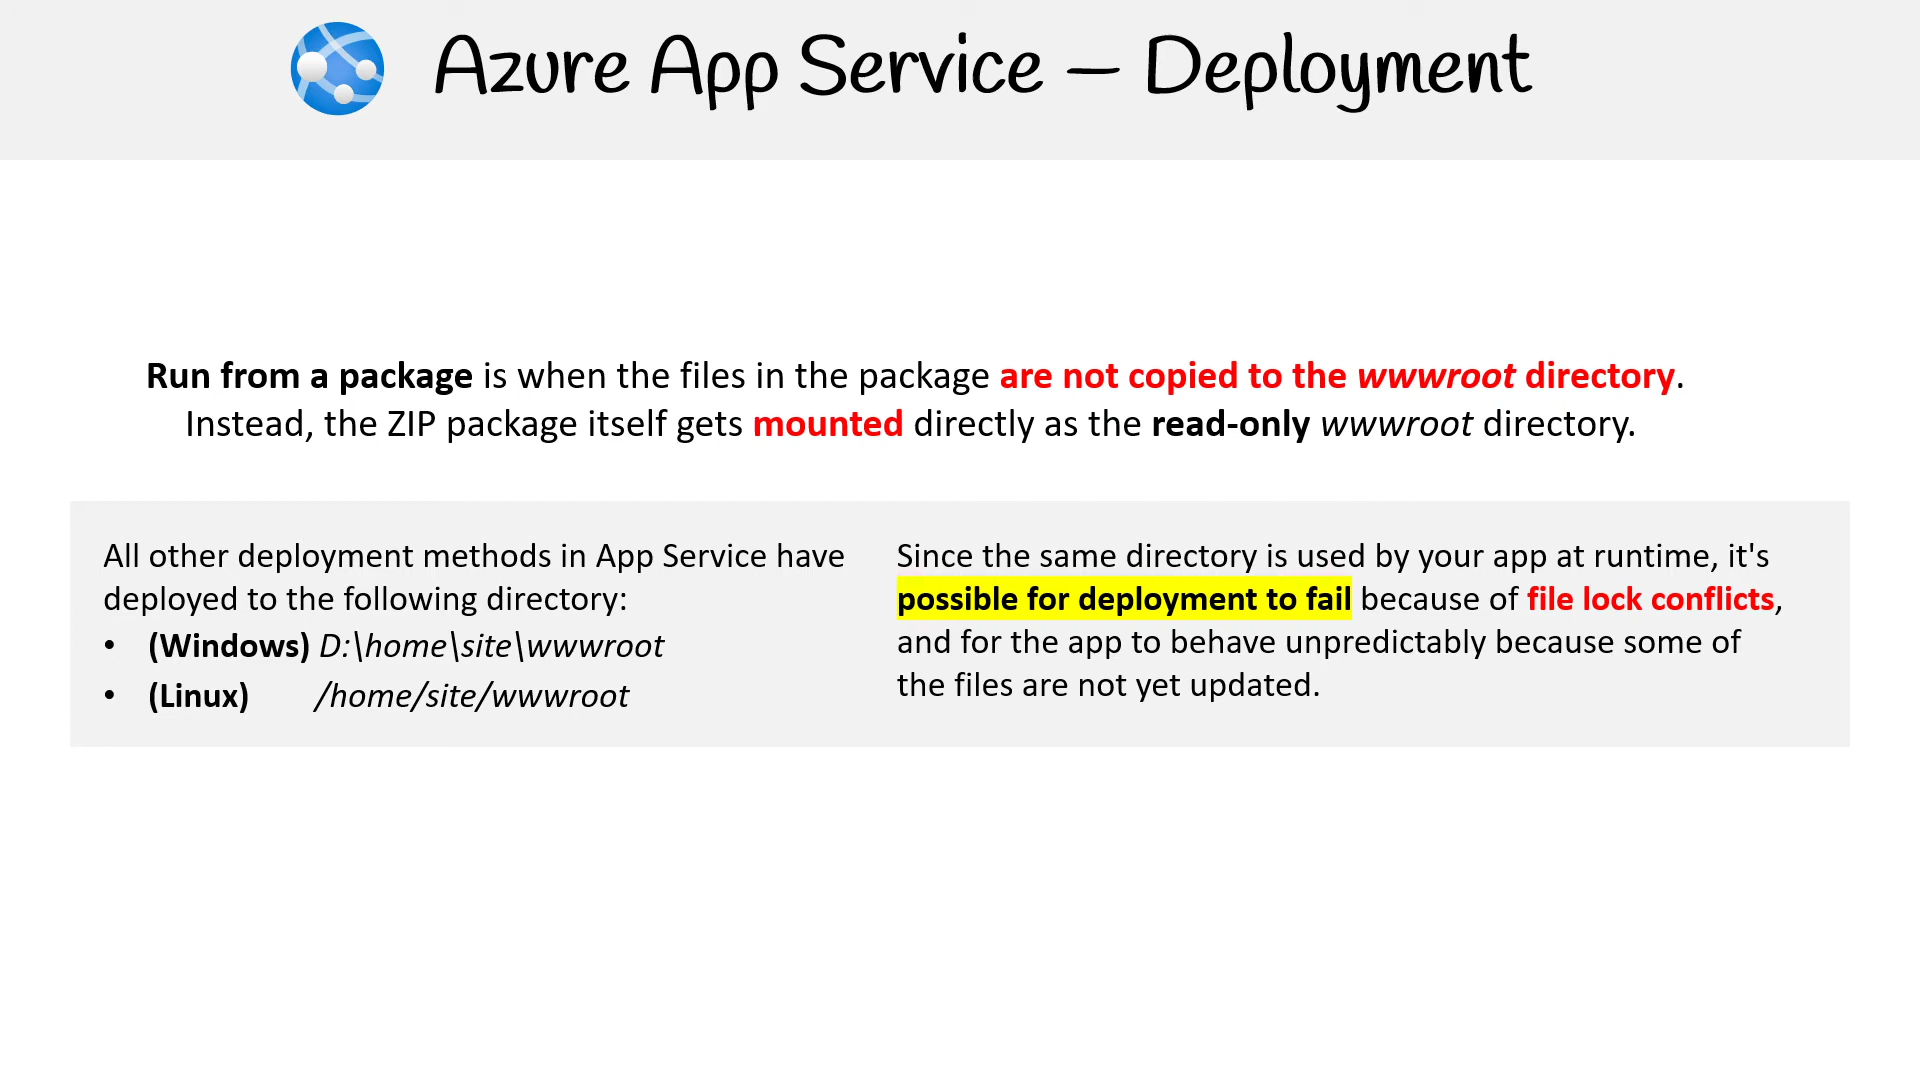 Azure App Service – Deployment
Run from a package is when the files in the package are not copied to the wwwroot directory.
Instead, the ZIP package itself gets mounted directly as the read-only wwwroot directory.
All other deployment methods in App Service have
deployed to the following directory:
• (Windows) D:\home\site\wwwroot
• (Linux) /home/site/wwwroot
Since the same directory is used by your app at runtime, it's
possible for deployment to fail because of file lock conflicts,
and for the app to behave unpredictably because some of
the files are not yet updated.